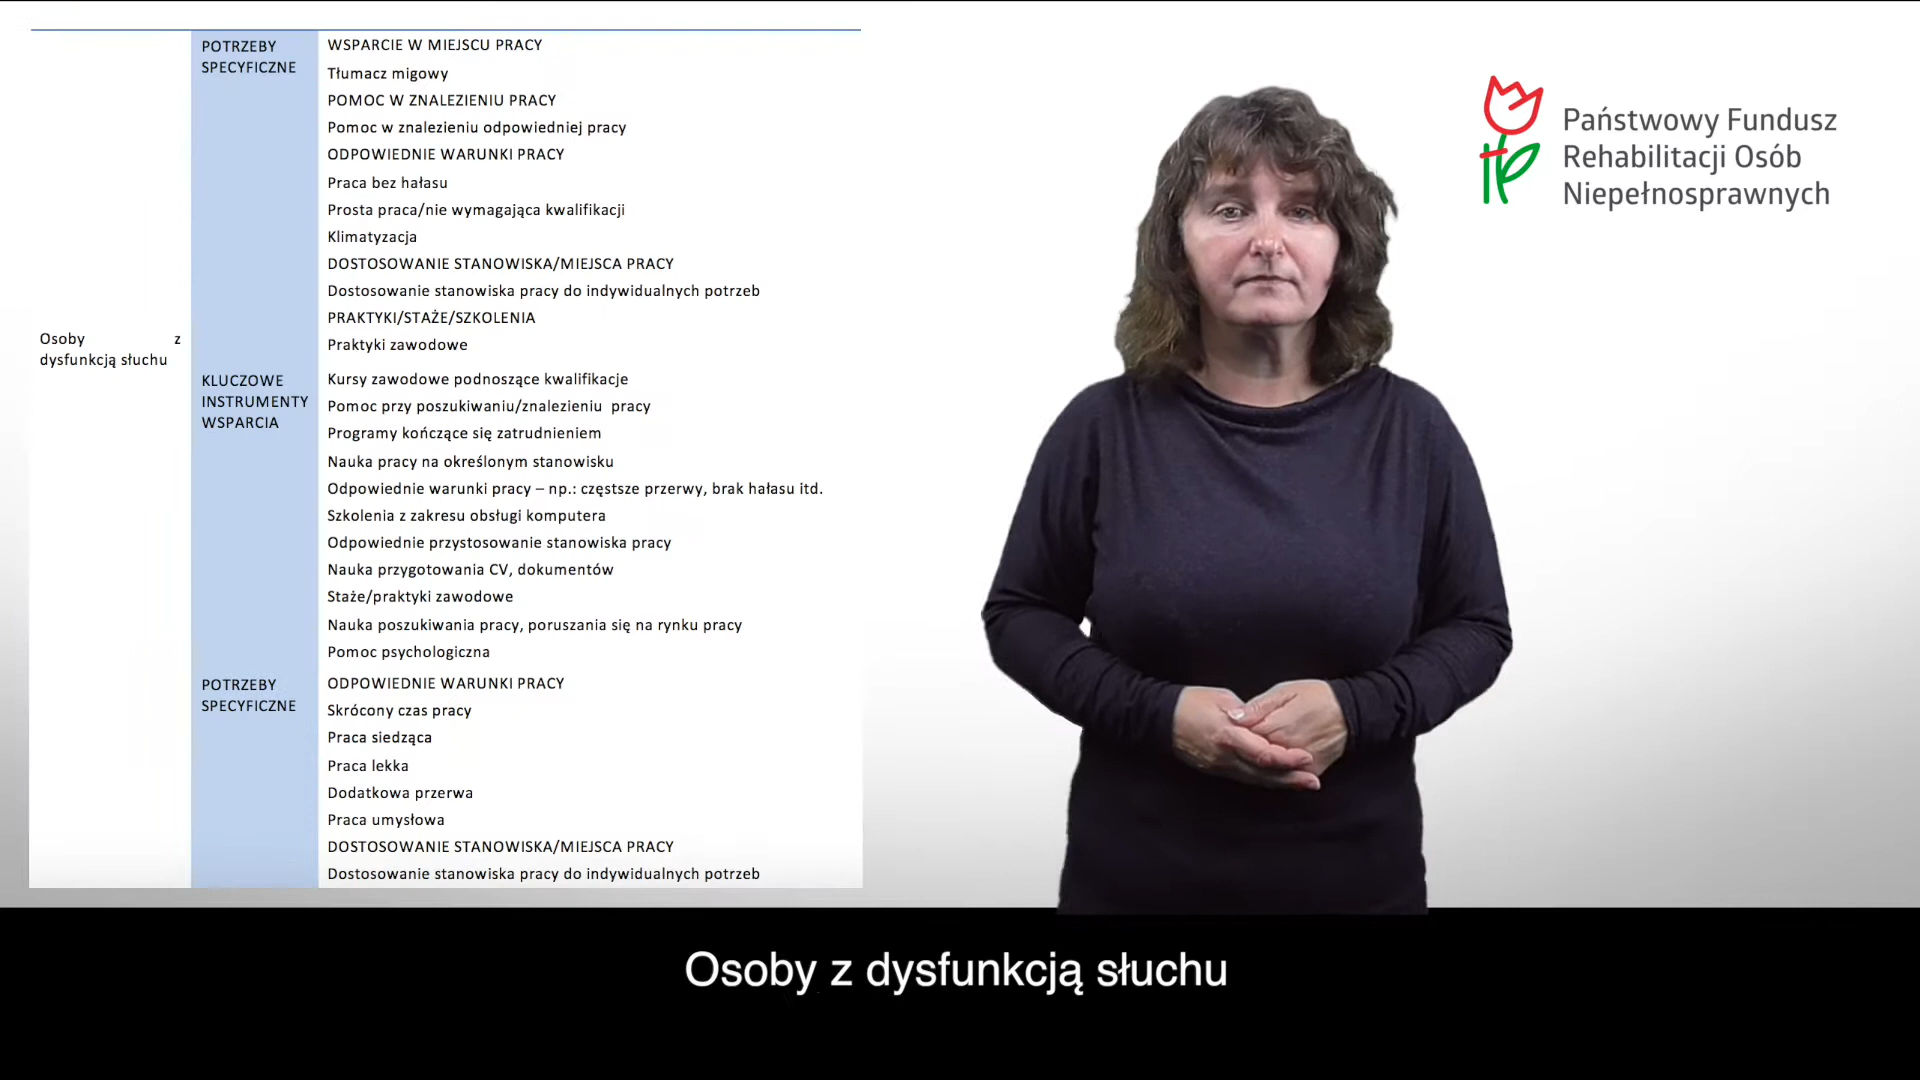 Osoby z
dysfunkcją słuchu
POTRZEBY
SPECYFICZNE
WSPARCIE W MIEJSCU PRACY
Tłumacz migowy
POMOC W ZNALEZIENIU PRACY
Pomoc w znalezieniu odpowiedniej pracy
ODPOWIEDNIE WARUNKI PRACY
Praca bez hałasu
Prosta praca/nie wymagająca kwalifikacji
Klimatyzacja
DOSTOSOWANIE STANOWISKA/MIEJSCA PRACY
Dostosowanie stanowiska pracy do indywidualnych potrzeb
PRAKTYKI/STAŻE/SZKOLENIA
Praktyki zawodowe
KLUCZOWE
INSTRUMENTY
WSPARCIA
Kursy zawodowe podnoszące kwalifikacje
Pomoc przy poszukiwaniu/znalezieniu pracy
Programy kończące się zatrudnieniem
Nauka pracy na określonym stanowisku
Odpowiednie warunki pracy – np.: częstsze przerwy, brak hałasu itd.
Szkolenia z zakresu obsługi komputera
Odpowiednie przystosowanie stanowiska pracy
Nauka przygotowania CV, dokumentów
Staże/praktyki zawodowe
Nauka poszukiwania pracy, poruszania się na rynku pracy
Pomoc psychologiczna
POTRZEBY
SPECYFICZNE
ODPOWIEDNIE WARUNKI PRACY
Skrócony czas pracy
Praca siedząca
Praca lekka
Dodatkowa przerwa
Praca umysłowa
DOSTOSOWANIE STANOWISKA/MIEJSCA PRACY
Dostosowanie stanowiska pracy do indywidualnych potrzeb
Państwowy Fundusz
Rehabilitacji Osób
Niepełnosprawnych
Osoby z dysfunkcją słuchu